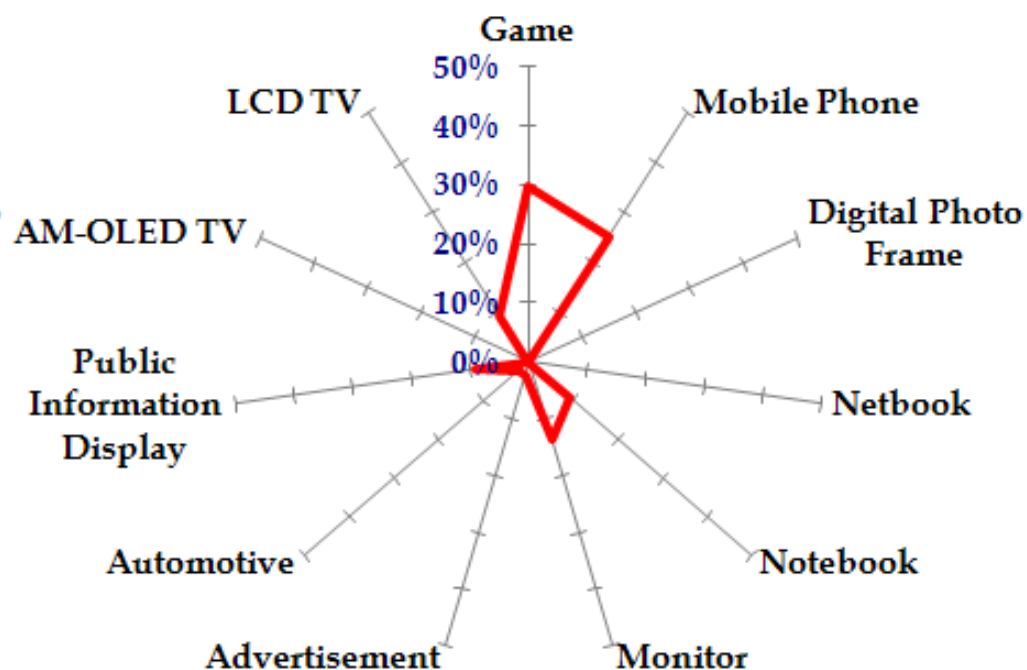 Game
50%
40%
30%
20%
10%
0%
Mobile Phone
Digital Photo
Frame
Netbook
Notebook
Monitor
Advertisement
Automotive
Public
Information
Display
AM-OLED TV
LCD TV